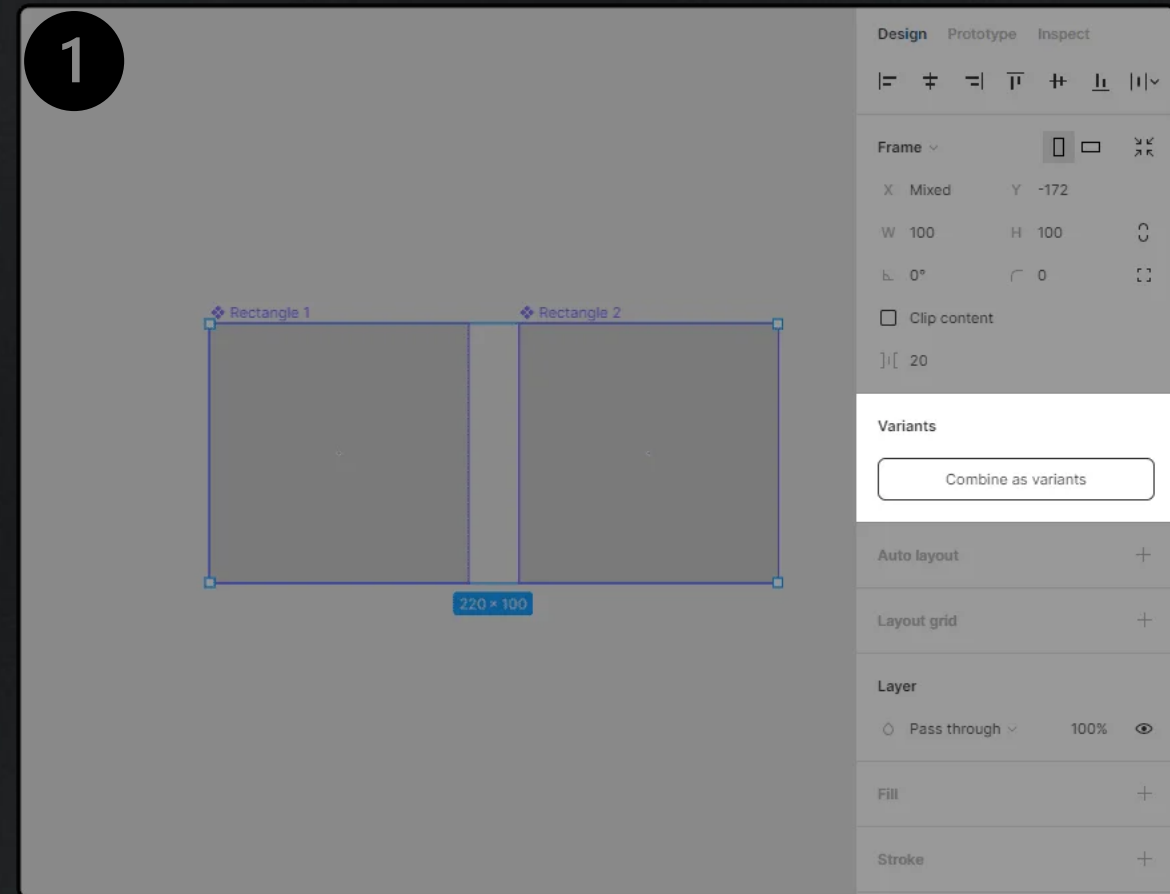 1
Design Prototype Inspect
Frame
X Mixed Y -172
W 100 H 100
0° 0
Clip content
20
Rectangle 1 Rectangle 2
220 × 100
Variants
Combine as variants
Auto layout
Layout grid
Layer
Pass through 100%
Fill
Stroke